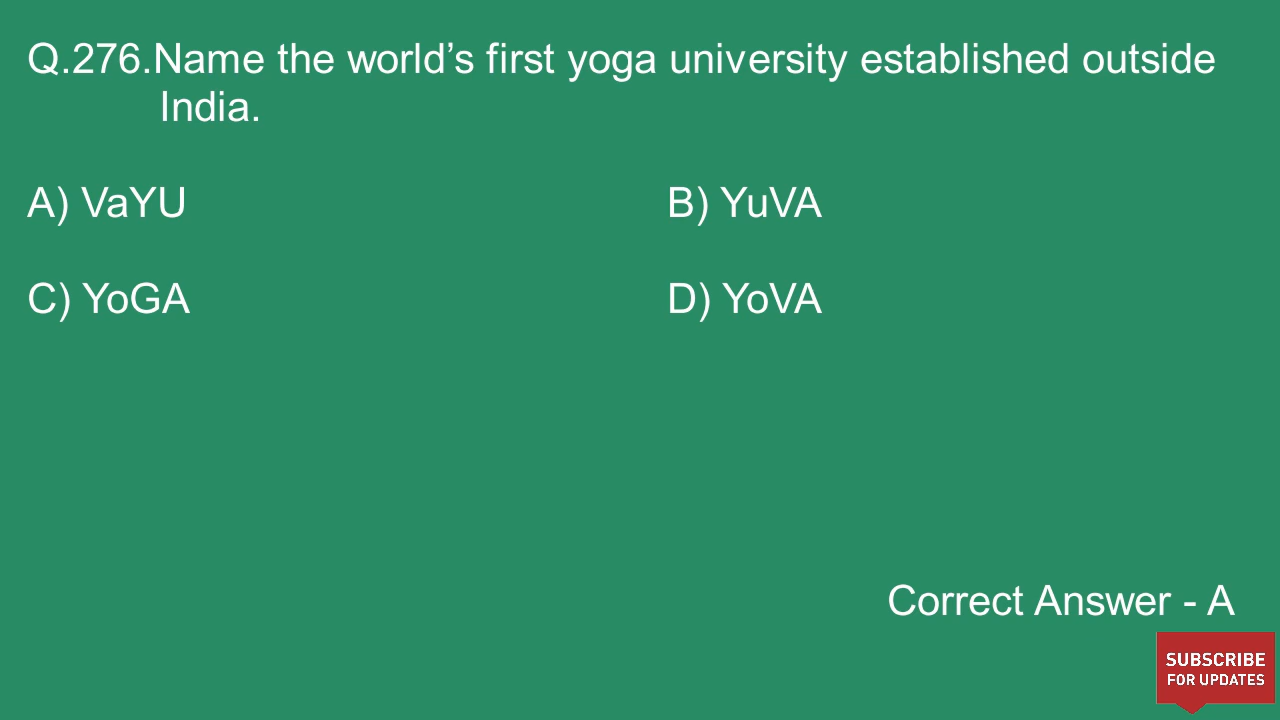 Q.276.Name the world’s first yoga university established outside
India.
A) VaYU
B) YuVA
C) YoGA
D) YoVA
Correct Answer - A
SUBSCRIBE
FOR UPDATES